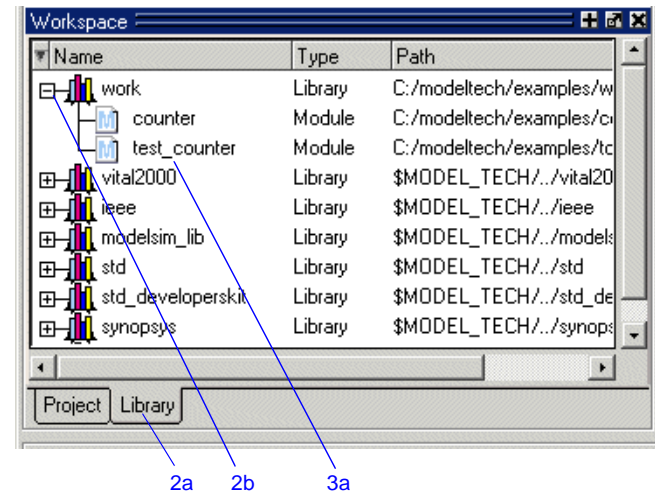 Workspace
Name Type Path
work Library C:/modeltech/examples/w
counter Module C:/modeltech/examples/c
test_counter Module C:/modeltech/examples/tc
vital2000 Library $MODEL_TECH/../vital20
ieee Library $MODEL_TECH/../ieee
modelsim_lib Library $MODEL_TECH/../models
std Library $MODEL_TECH/../std
std_developerskit Library $MODEL_TECH/../std_de
synopsys Library $MODEL_TECH/../synops
Project Library
2a 2b 3a